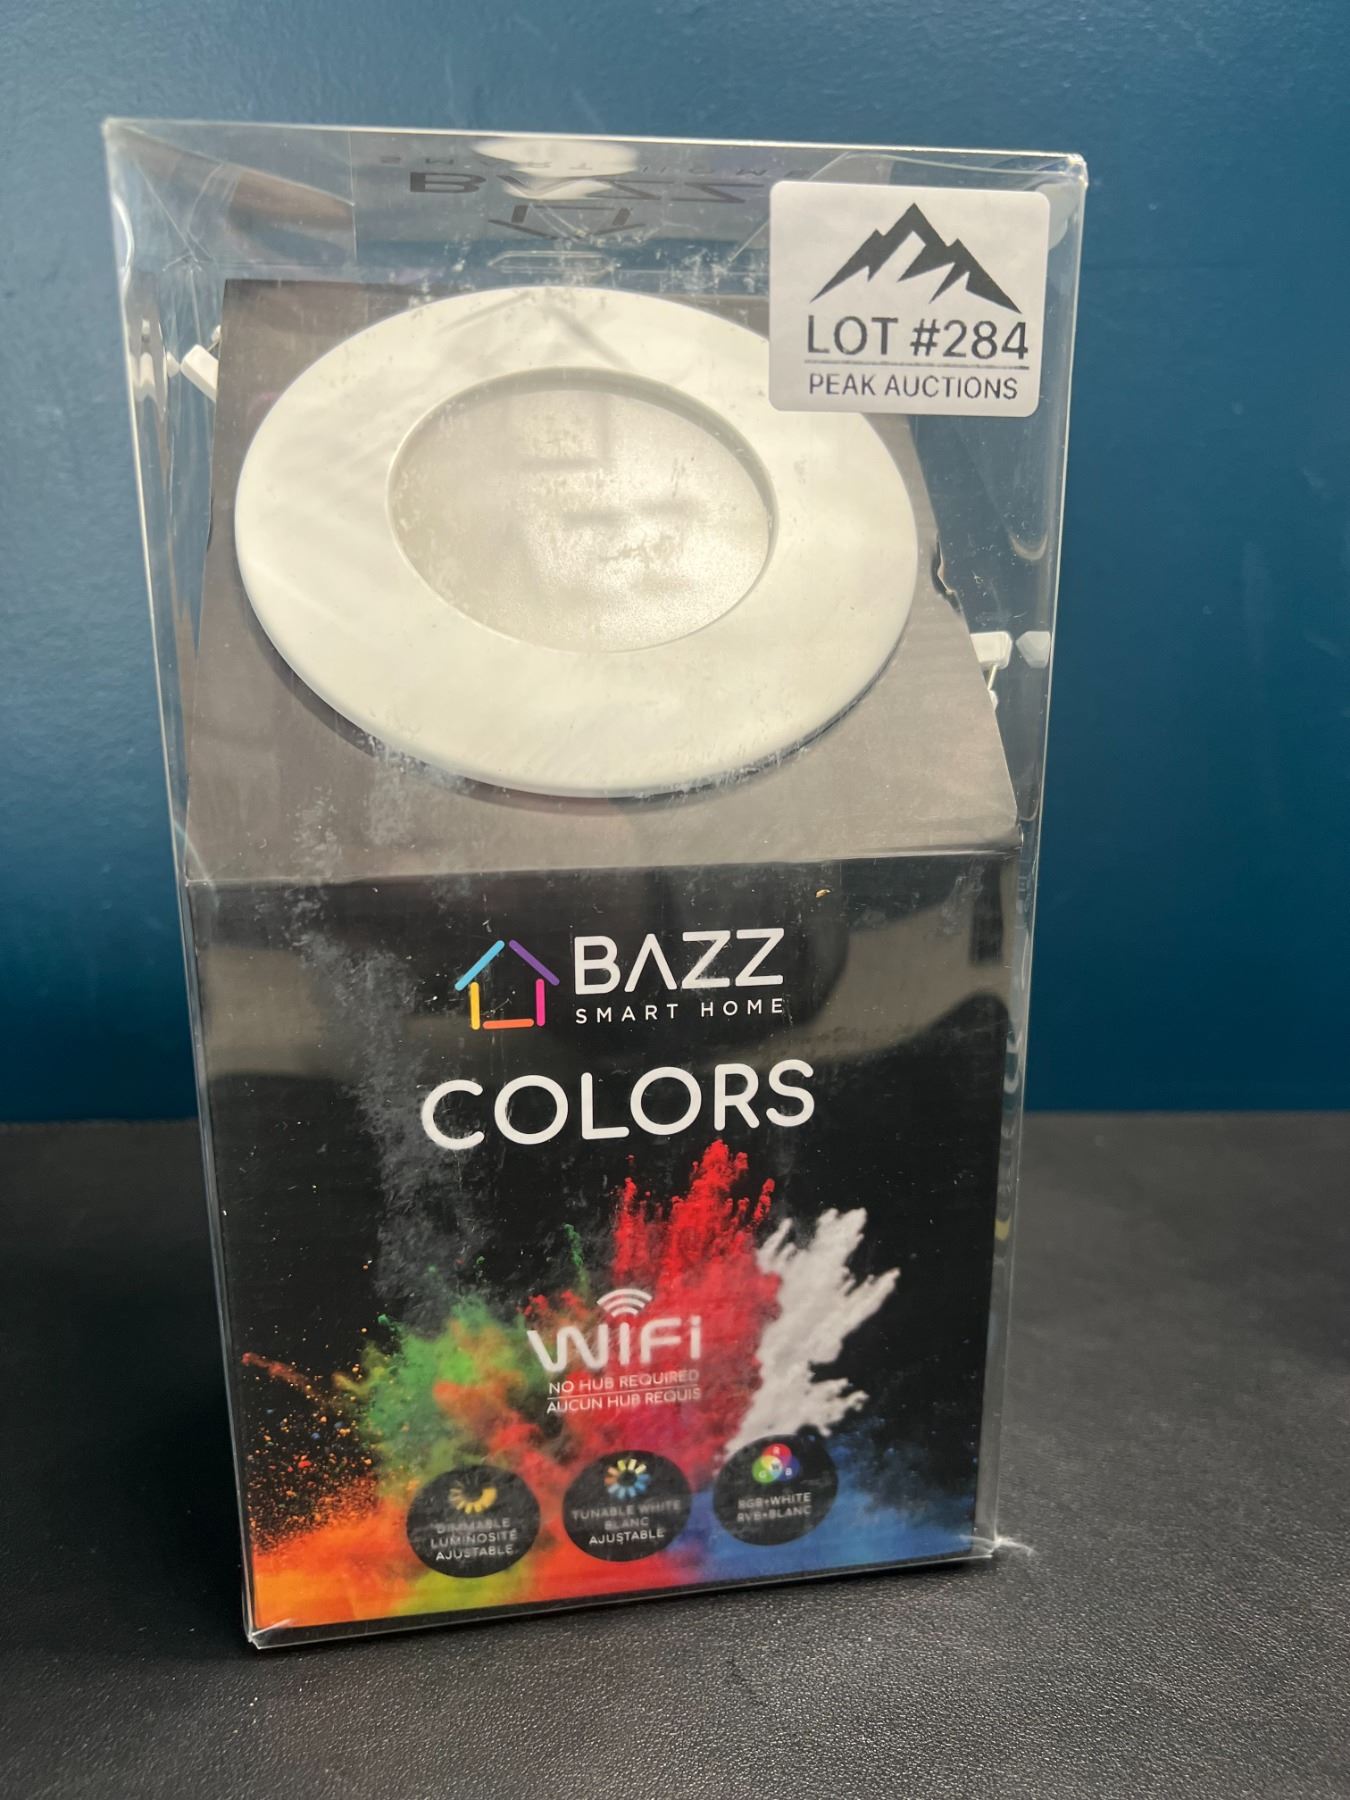 BAZZ
LOT #284
PEAK AUCTIONS
BAZZ
SMART HOME
COLORS
WiFi
NO HUB REQUIRED
AUCUN HUB REQUIS
DIMMABLE
LUMINOSITÉ
AJUSTABLE
TUNABLE WHITE
BLANC
AJUSTABLE
R
G W B
RGB+WHITE
RVB+BLANC